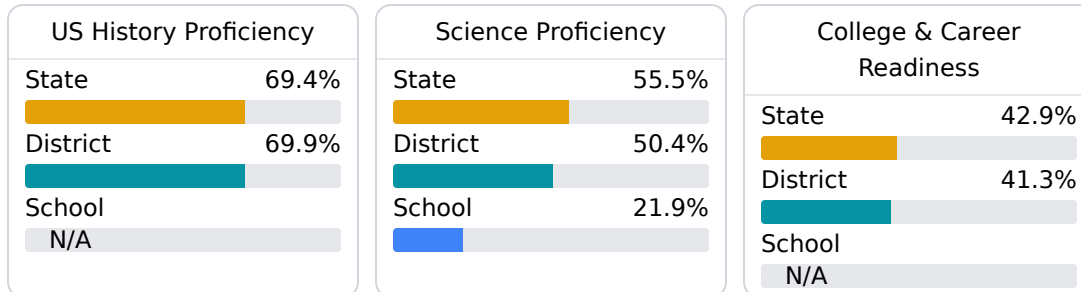 US History Proficiency
State 69.4%
District 69.9%
School
N/A
Science Proficiency
State 55.5%
District 50.4%
School 21.9%
College & Career
Readiness
State 42.9%
District 41.3%
School
N/A